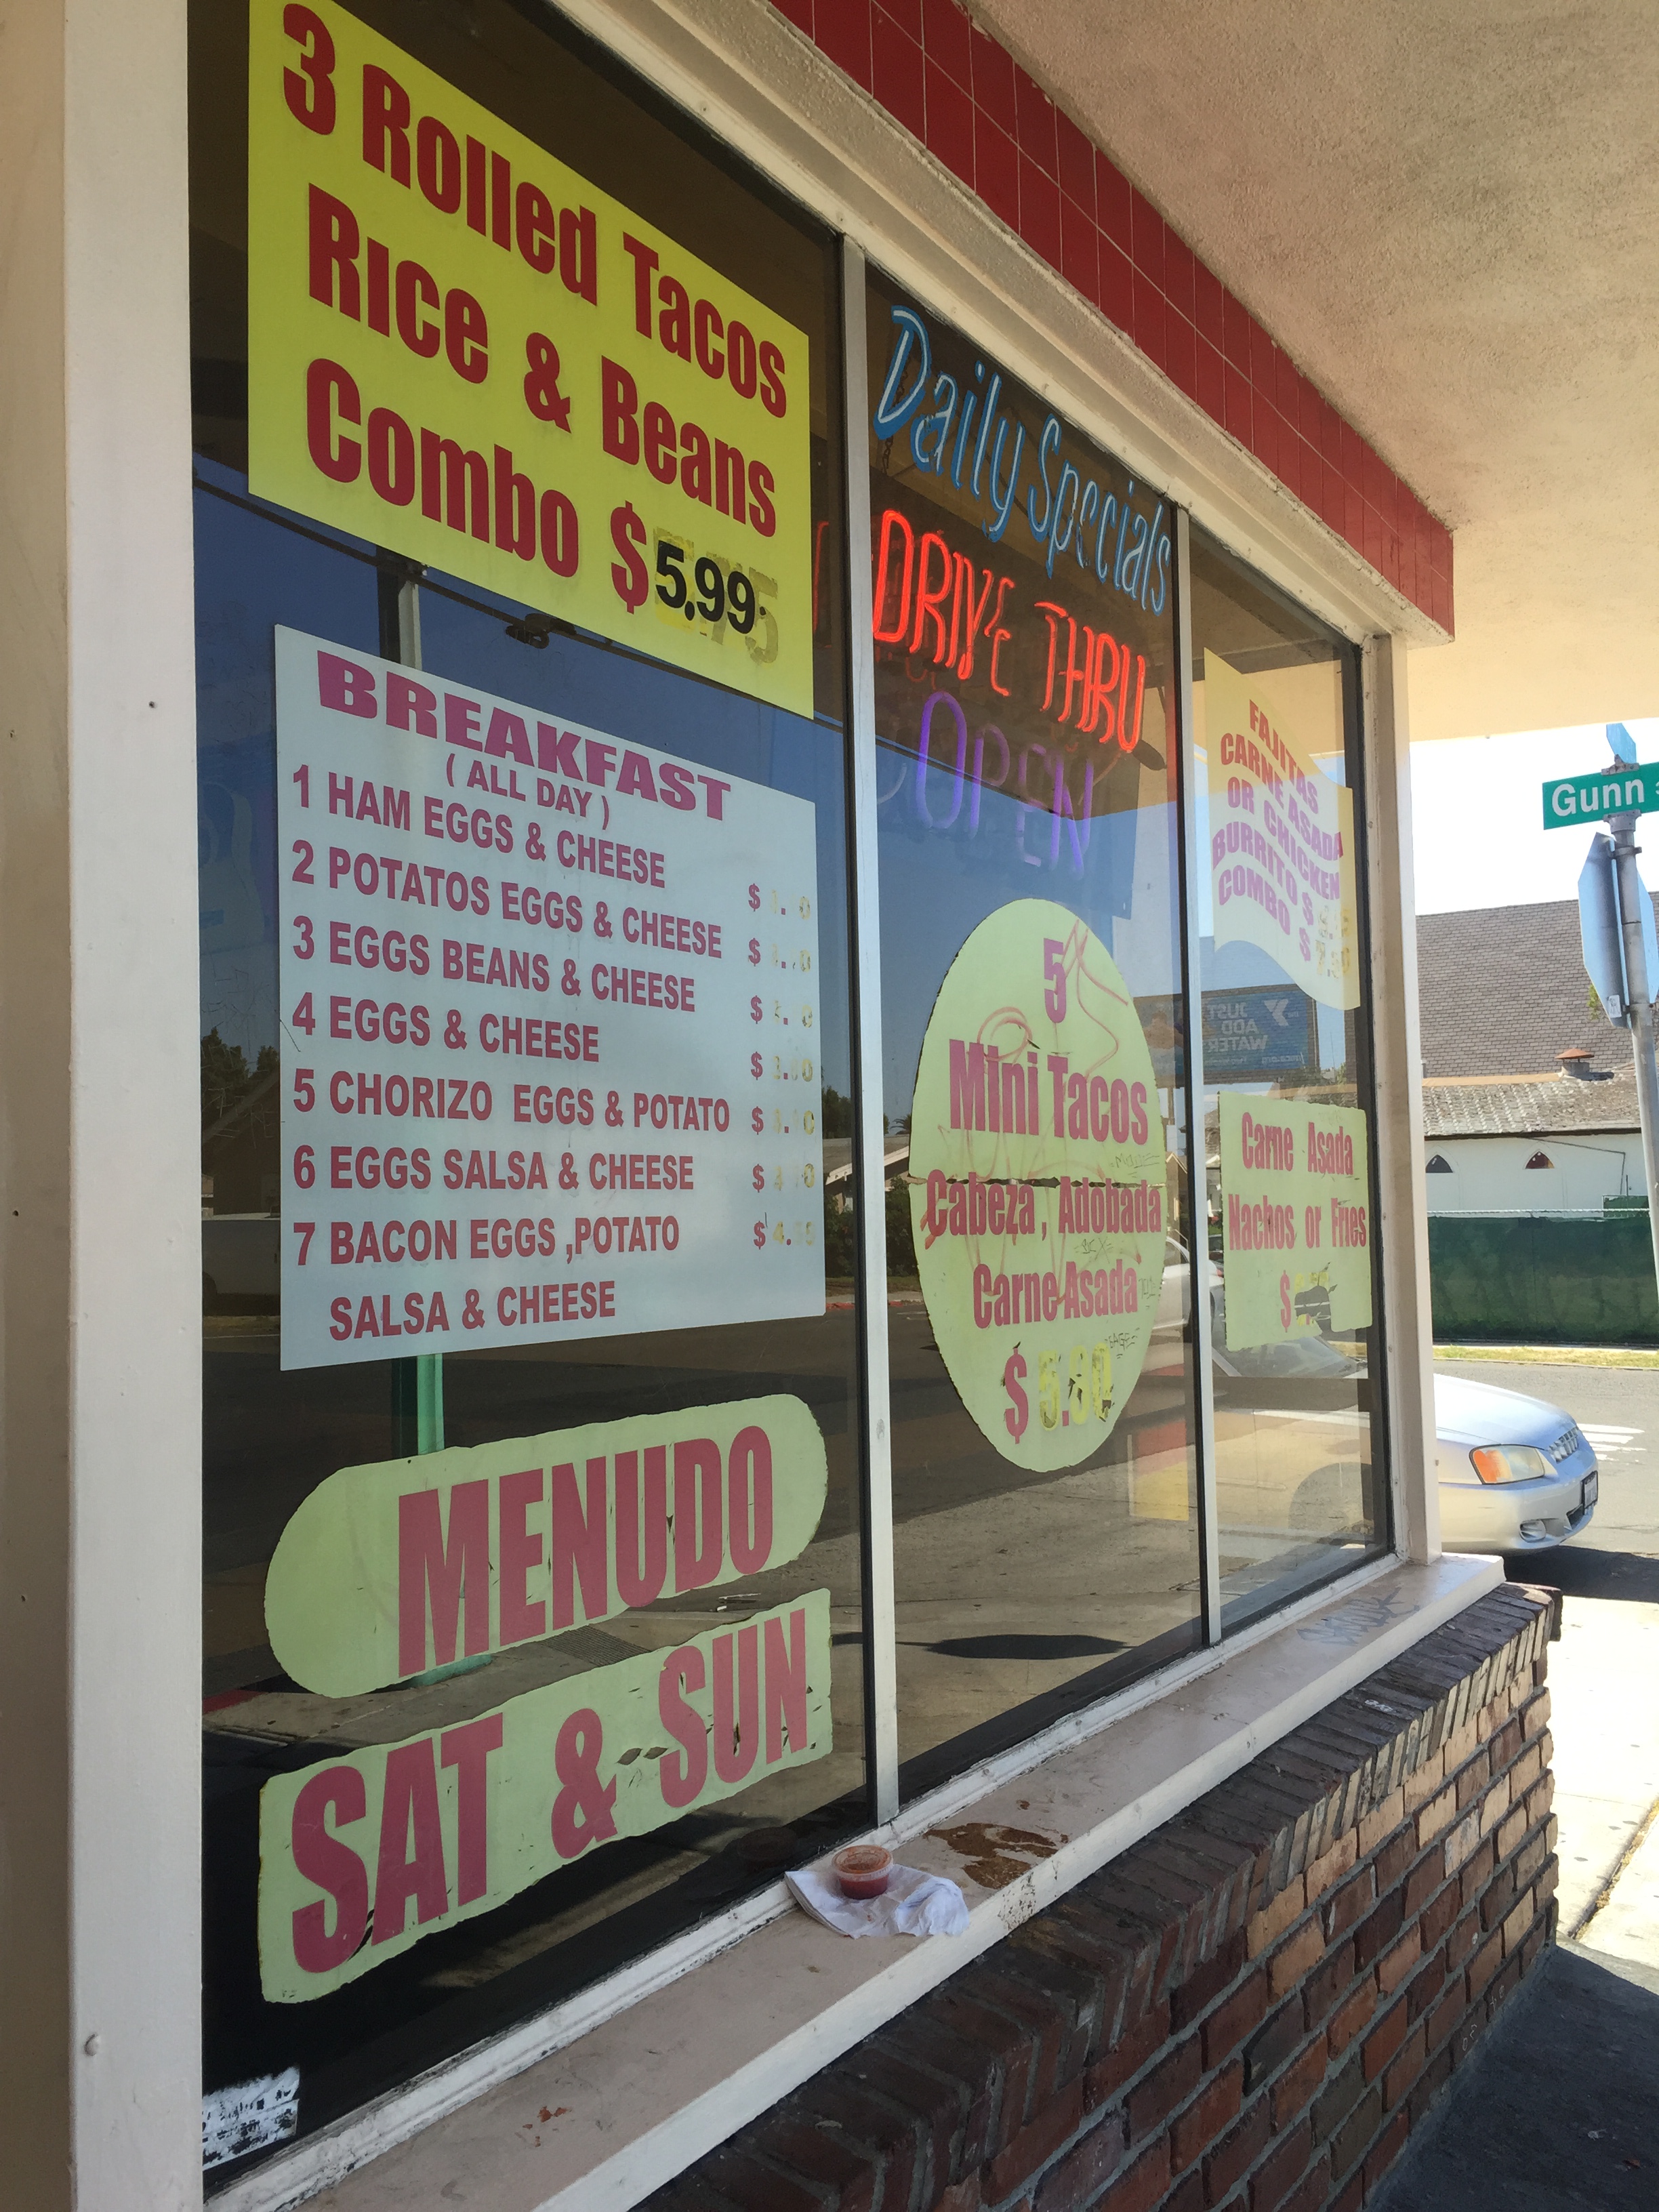 3 Rolled Tacos
Rice & Beans
Combo $5.99
BREAKFAST
( ALL DAY )
1 HAM EGGS & CHEESE $
2 POTATOS EGGS & CHEESE $
3 EGGS BEANS & CHEESE $
4 EGGS & CHEESE $
5 CHORIZO EGGS & POTATO $
6 EGGS SALSA & CHEESE $
7 BACON EGGS ,POTATO $
SALSA & CHEESE
MENUDO
SAT & SUN
Daily Specials
DRIVE THRU
OPEN
5
Mini Tacos
Cabeza, Adobada
Carne Asada
$
FAJITAS
CARNE ASADA
OR CHICKEN
BURRITO $
COMBO $
Carne Asada
Nachos or Fries
$
JUST
ADD
WATER
Gunn